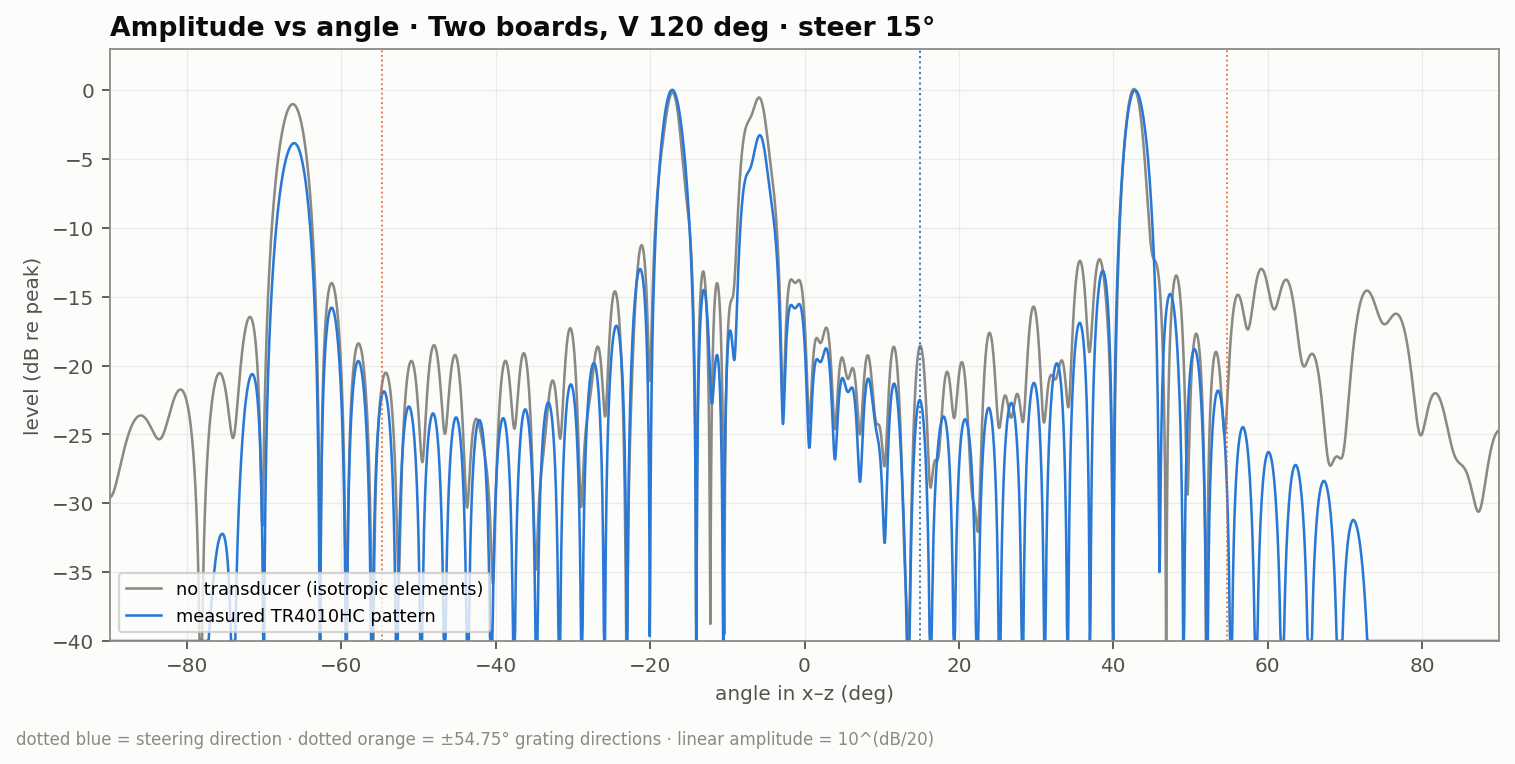 Amplitude vs angle · Two boards, V 120 deg · steer 15°
level (dB re peak)
0
−5
−10
−15
−20
−25
−30
−35
−40
no transducer (isotropic elements)
measured TR4010HC pattern
−80 −60 −40 −20 0 20 40 60 80
angle in x–z (deg)
dotted blue = steering direction · dotted orange = ±54.75° grating directions · linear amplitude = 10^(dB/20)